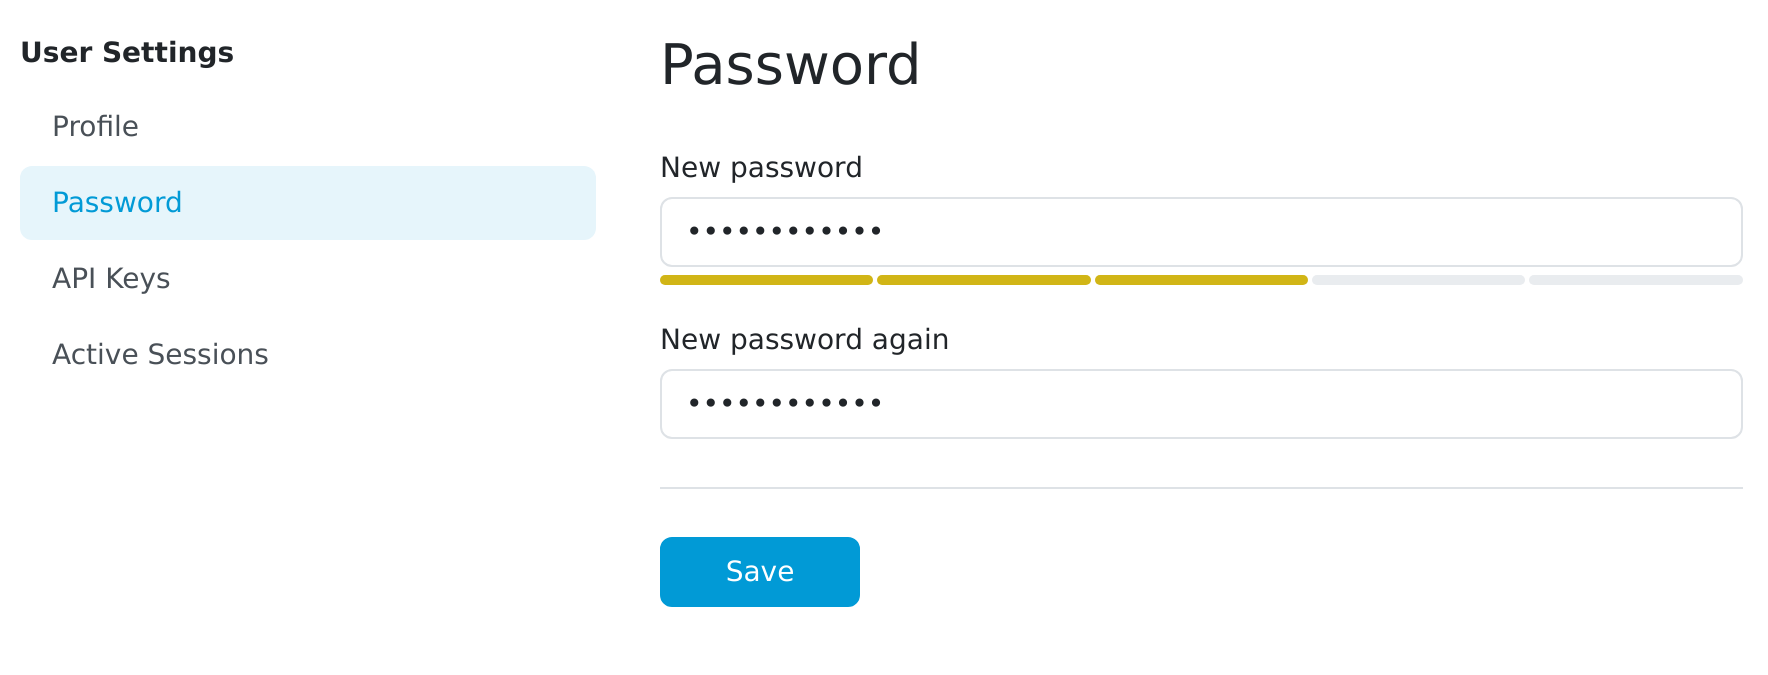 User Settings
Profile
Password
API Keys
Active Sessions
Password
New password
••••••••••••
New password again
••••••••••••
Save